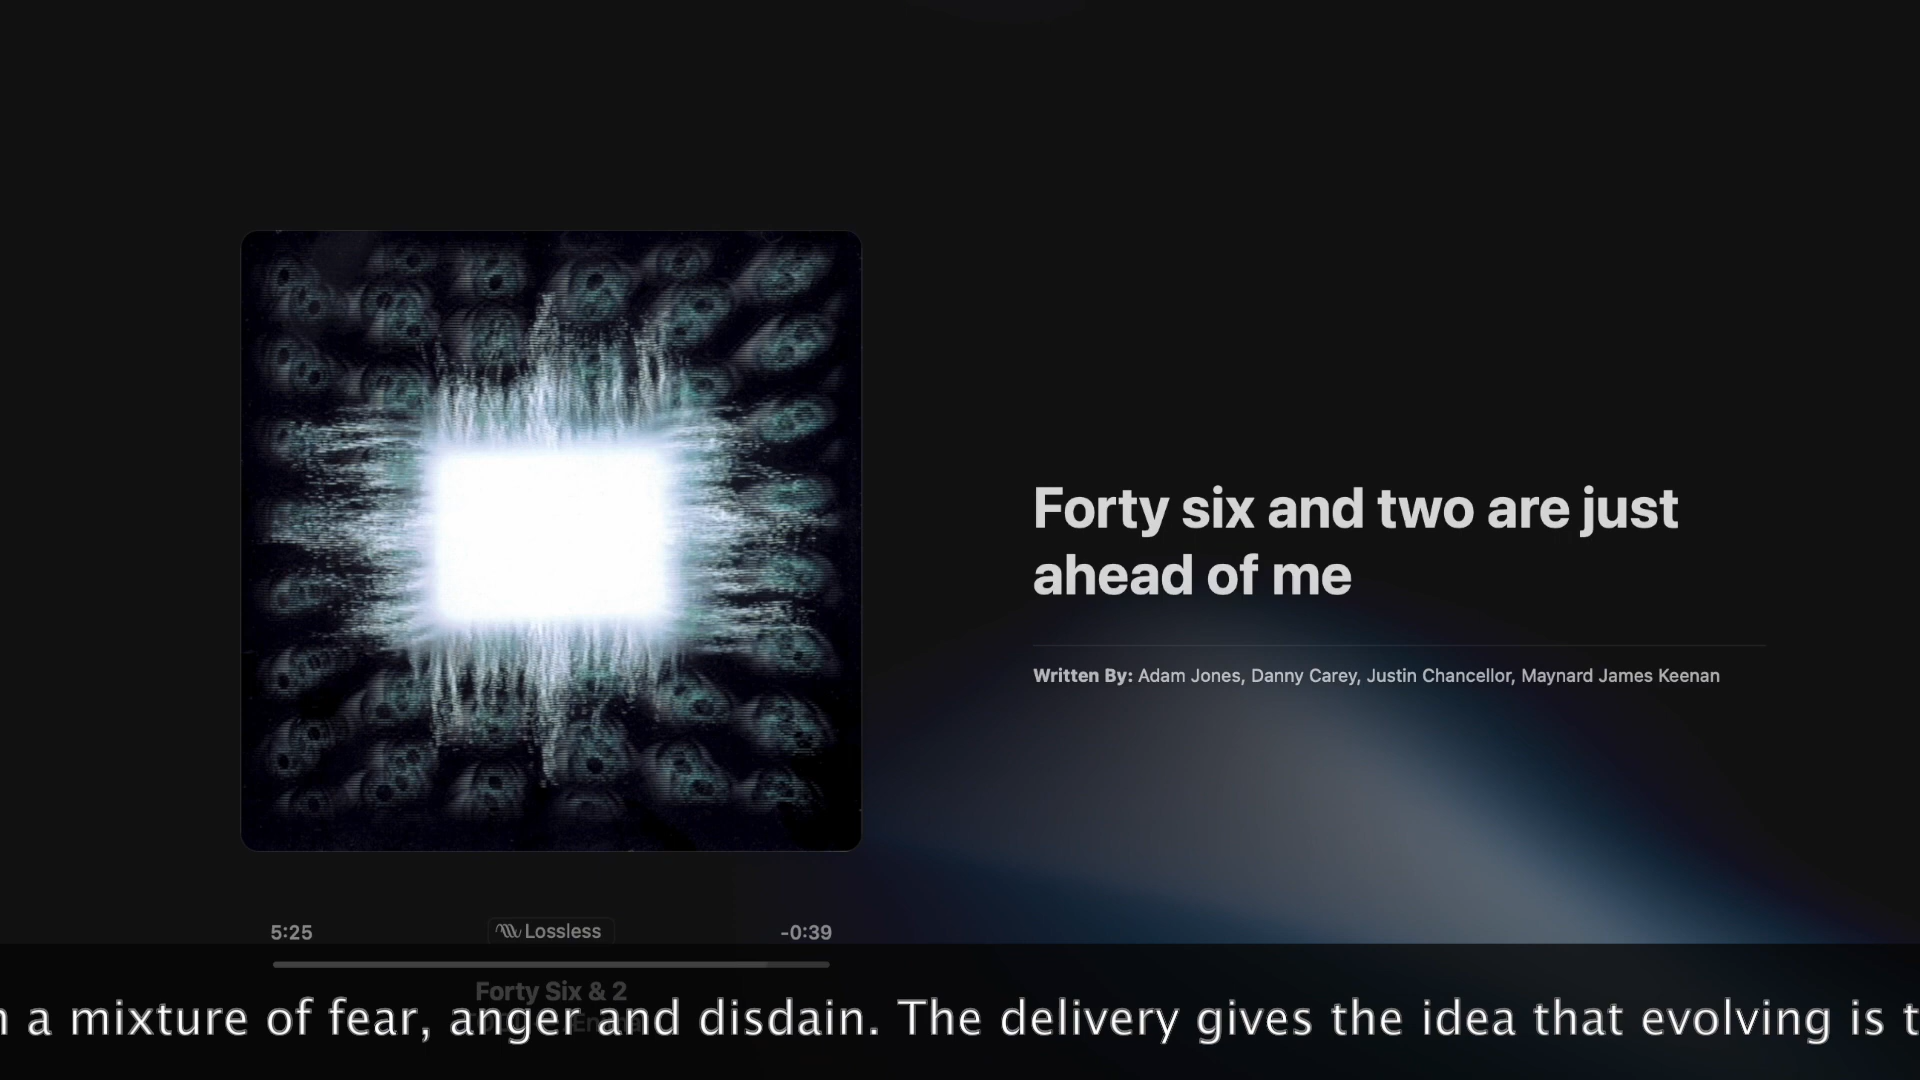 Forty six and two are just
ahead of me
Written By: Adam Jones, Danny Carey, Justin Chancellor, Maynard James Keenan
5:25
Lossless
-0:39
Forty Six & 2
a mixture of fear, anger and disdain. The delivery gives the idea that evolving is